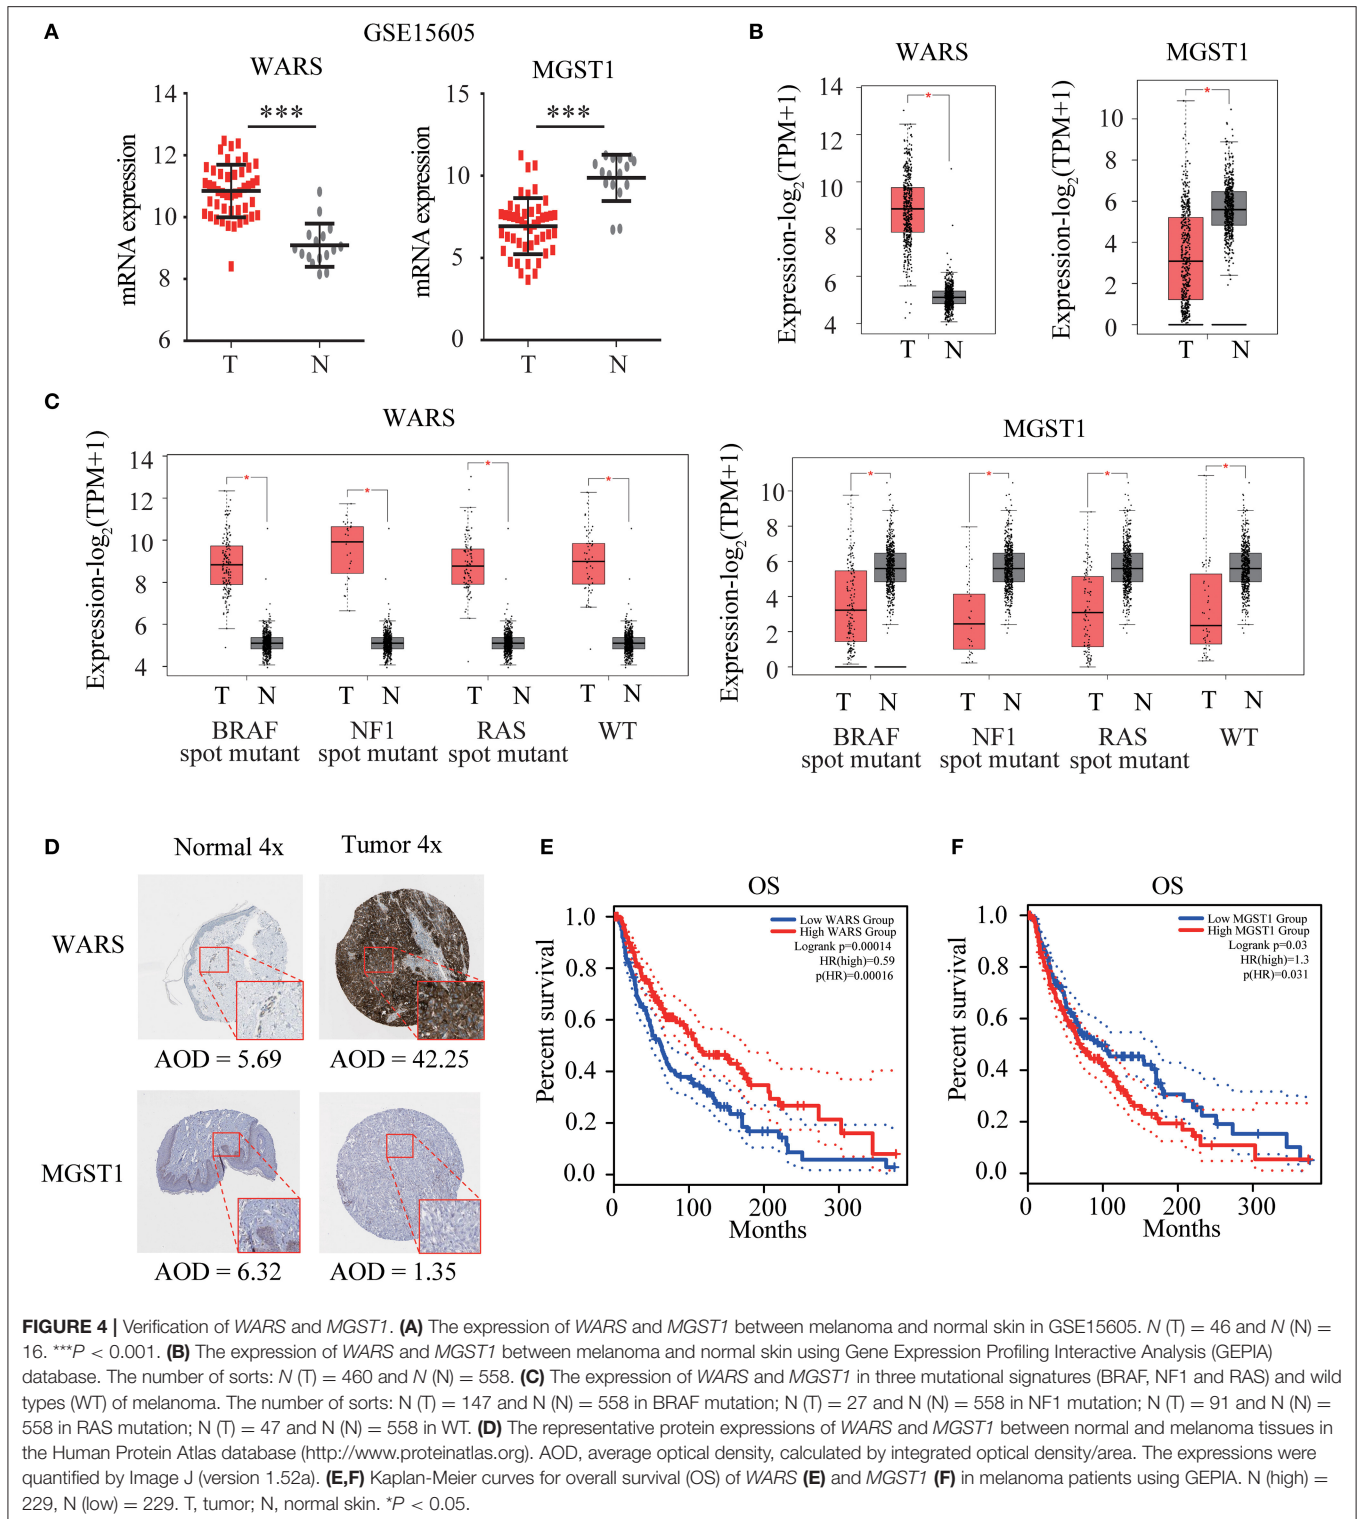 A
GSE15605
WARS
MGST1
***
***
mRNA expression
14
12
10
8
6
T
N
mRNA expression
15
10
5
0
T
N
B
WARS
MGST1
Expression-log2(TPM+1)
14
12
10
8
6
4
*
T
N
Expression-log2(TPM+1)
10
8
6
4
2
0
*
T
N
C
WARS
Expression-log2(TPM+1)
14
12
10
8
6
4
*
*
*
*
T N
T N
T N
T N
BRAF
spot mutant
NF1
spot mutant
RAS
spot mutant
WT
MGST1
Expression-log2(TPM+1)
10
8
6
4
2
0
*
*
*
*
T N
T N
T N
T N
BRAF
spot mutant
NF1
spot mutant
RAS
spot mutant
WT
D
Normal 4x
Tumor 4x
WARS
AOD = 5.69
AOD = 42.25
MGST1
AOD = 6.32
AOD = 1.35
E
OS
Low WARS Group
High WARS Group
Logrank p=0.00014
HR(high)=0.59
p(HR)=0.00016
Percent survival
1.0
0.8
0.6
0.4
0.2
0.0
0
100
200
300
Months
F
OS
Low MGST1 Group
High MGST1 Group
Logrank p=0.03
HR(high)=1.3
p(HR)=0.031
Percent survival
1.0
0.8
0.6
0.4
0.2
0.0
0
100
200
300
Months
FIGURE 4 | Verification of WARS and MGST1. (A) The expression of WARS and MGST1 between melanoma and normal skin in GSE15605. N (T) = 46 and N (N) =
16. ***P < 0.001. (B) The expression of WARS and MGST1 between melanoma and normal skin using Gene Expression Profiling Interactive Analysis (GEPIA)
database. The number of sorts: N (T) = 460 and N (N) = 558. (C) The expression of WARS and MGST1 in three mutational signatures (BRAF, NF1 and RAS) and wild
types (WT) of melanoma. The number of sorts: N (T) = 147 and N (N) = 558 in BRAF mutation; N (T) = 27 and N (N) = 558 in NF1 mutation; N (T) = 91 and N (N) =
558 in RAS mutation; N (T) = 47 and N (N) = 558 in WT. (D) The representative protein expressions of WARS and MGST1 between normal and melanoma tissues in
the Human Protein Atlas database (http://www.proteinatlas.org). AOD, average optical density, calculated by integrated optical density/area. The expressions were
quantified by Image J (version 1.52a). (E,F) Kaplan-Meier curves for overall survival (OS) of WARS (E) and MGST1 (F) in melanoma patients using GEPIA. N (high) =
229, N (low) = 229. T, tumor; N, normal skin. *P < 0.05.